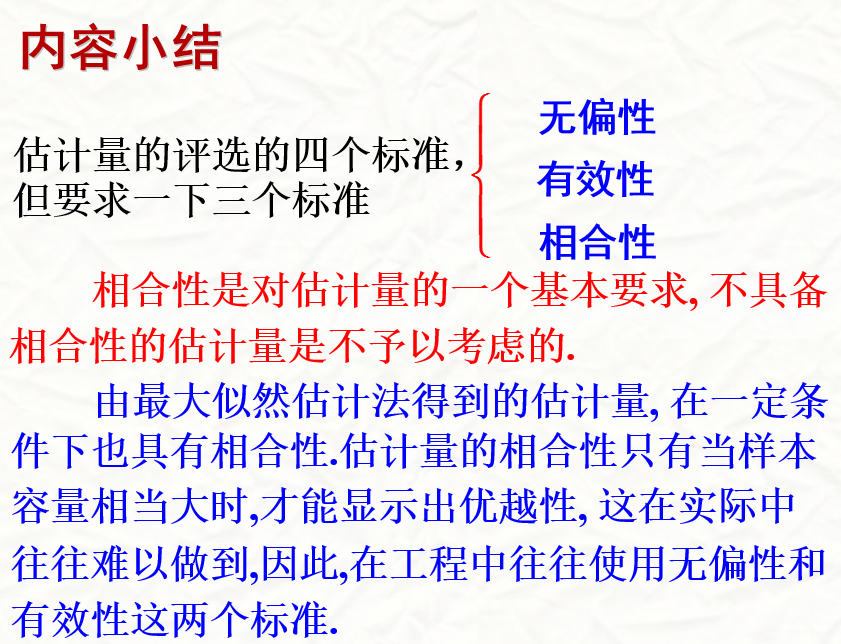 内容小结
估计量的评选的四个标准，
但要求一下三个标准
无偏性
有效性
相合性
相合性是对估计量的一个基本要求, 不具备
相合性的估计量是不予以考虑的.
由最大似然估计法得到的估计量, 在一定条
件下也具有相合性.估计量的相合性只有当样本
容量相当大时,才能显示出优越性, 这在实际中
往往难以做到,因此,在工程中往往使用无偏性和
有效性这两个标准.